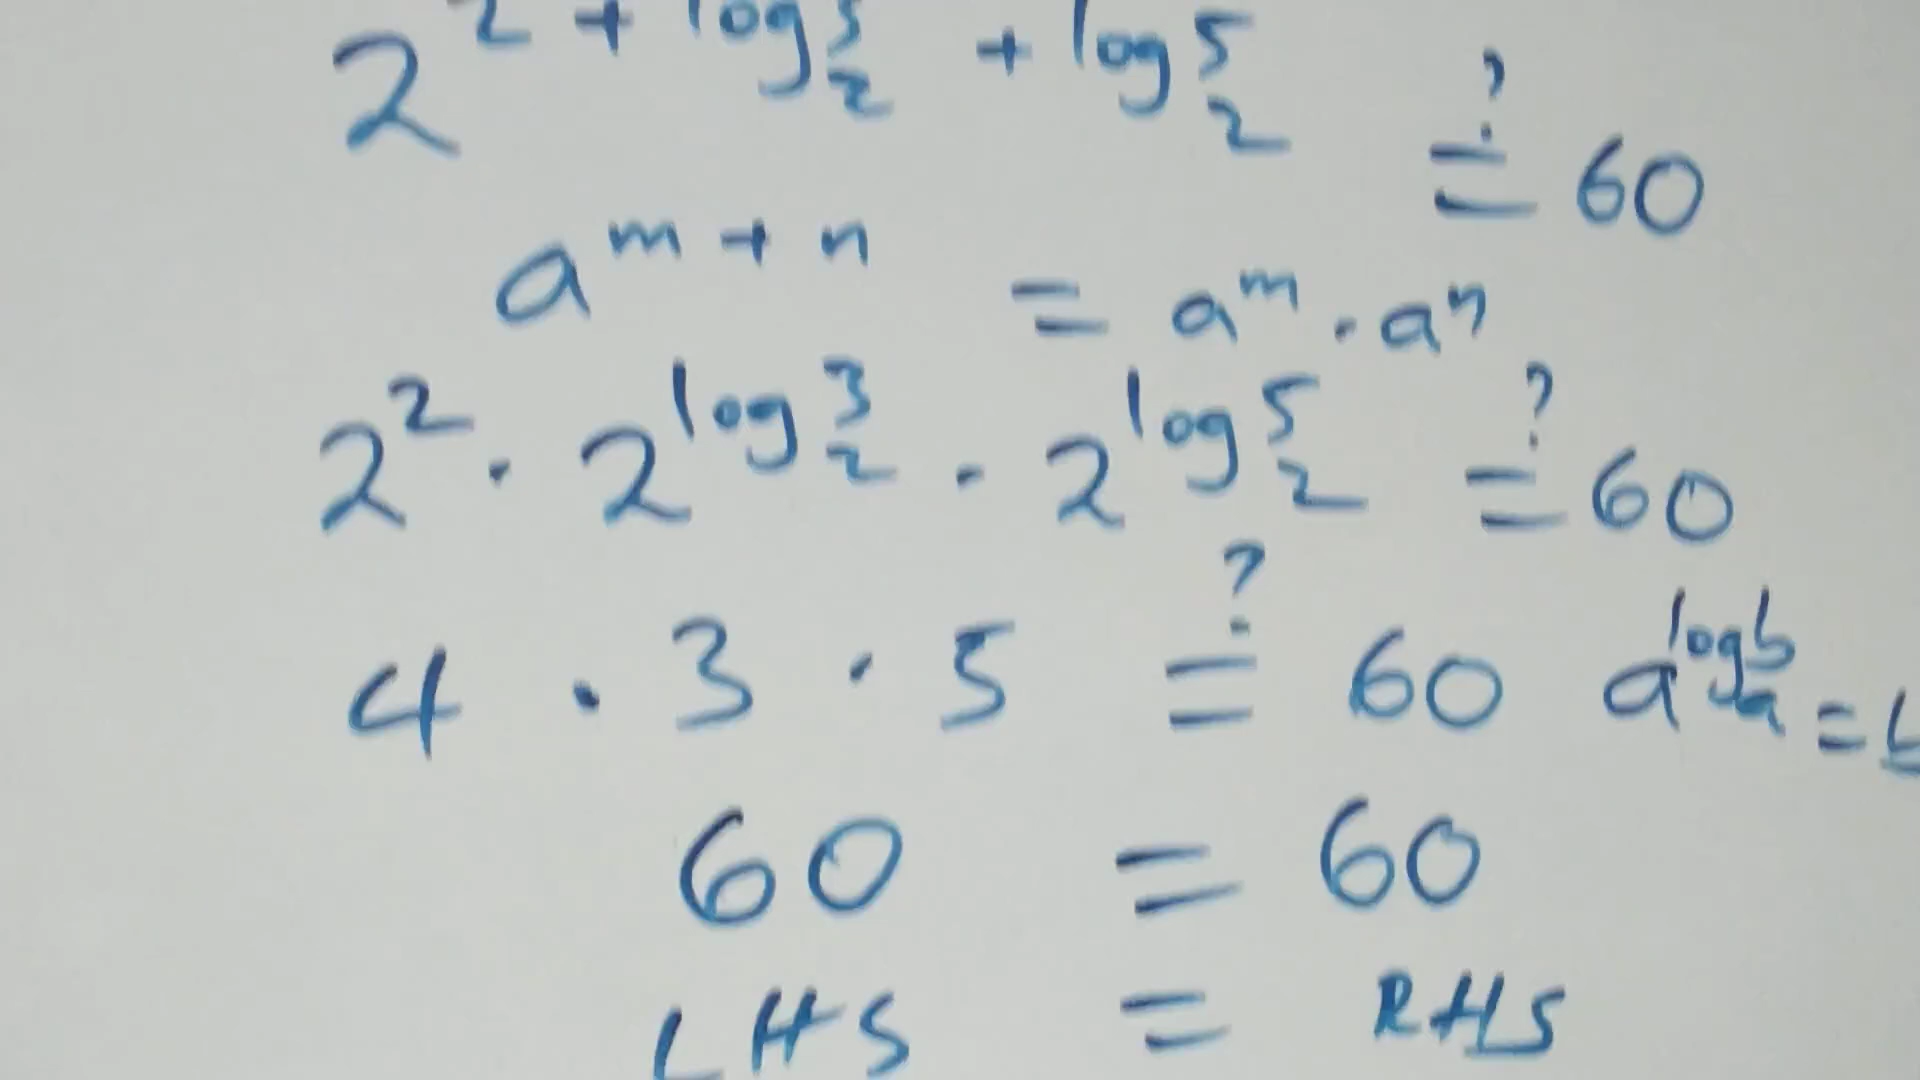 2^{2 + log_2 3 + log_2 5} ≟ 60
a^{m + n} = a^m · a^n
2^2 · 2^{log_2 3} · 2^{log_2 5} ≟ 60
4 · 3 · 5 ≟ 60 a^{log_a b} =
60 = 60
LHS = RHS